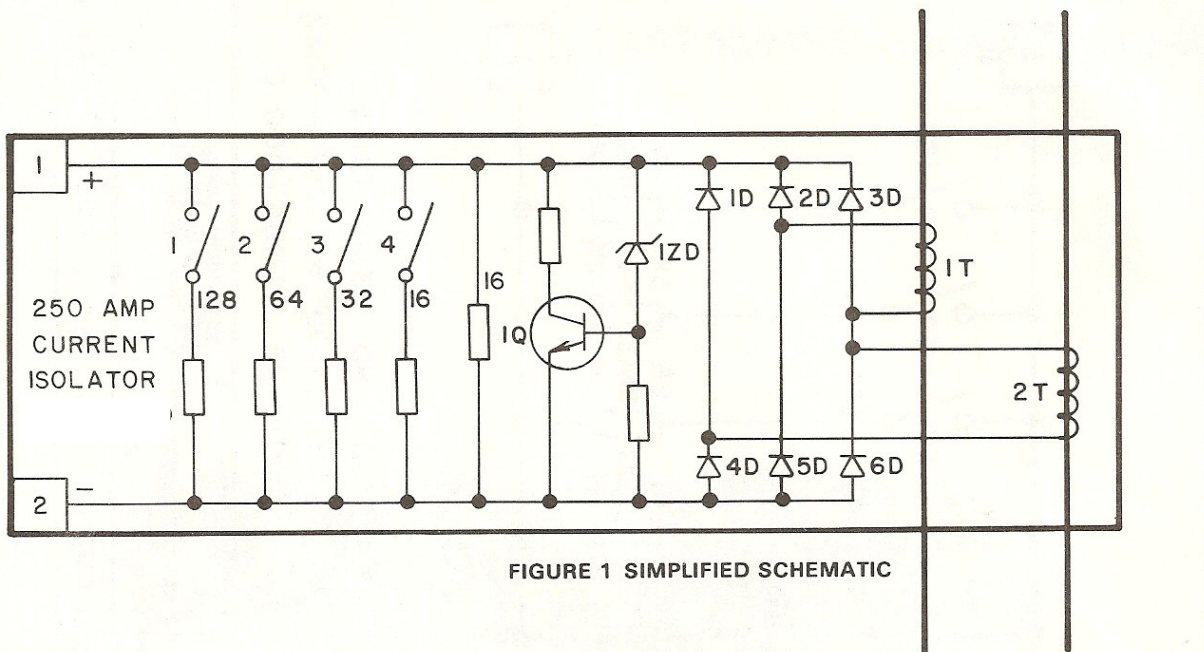 1
+
1
2
3
4
128
64
32
16
16
1Q
1ZD
1D
2D
3D
1T
2T
4D
5D
6D
250 AMP
CURRENT
ISOLATOR
2
−
FIGURE 1 SIMPLIFIED SCHEMATIC